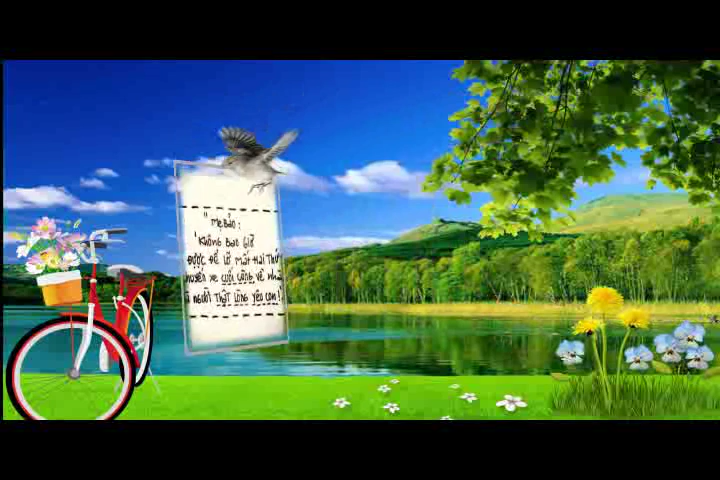 "Mẹ Bảo:
'Không Bao Giờ
Được Để Lỡ Mất Hai Thứ
chuyến xe cuối cùng về nhà
người Thật Lòng yêu con!